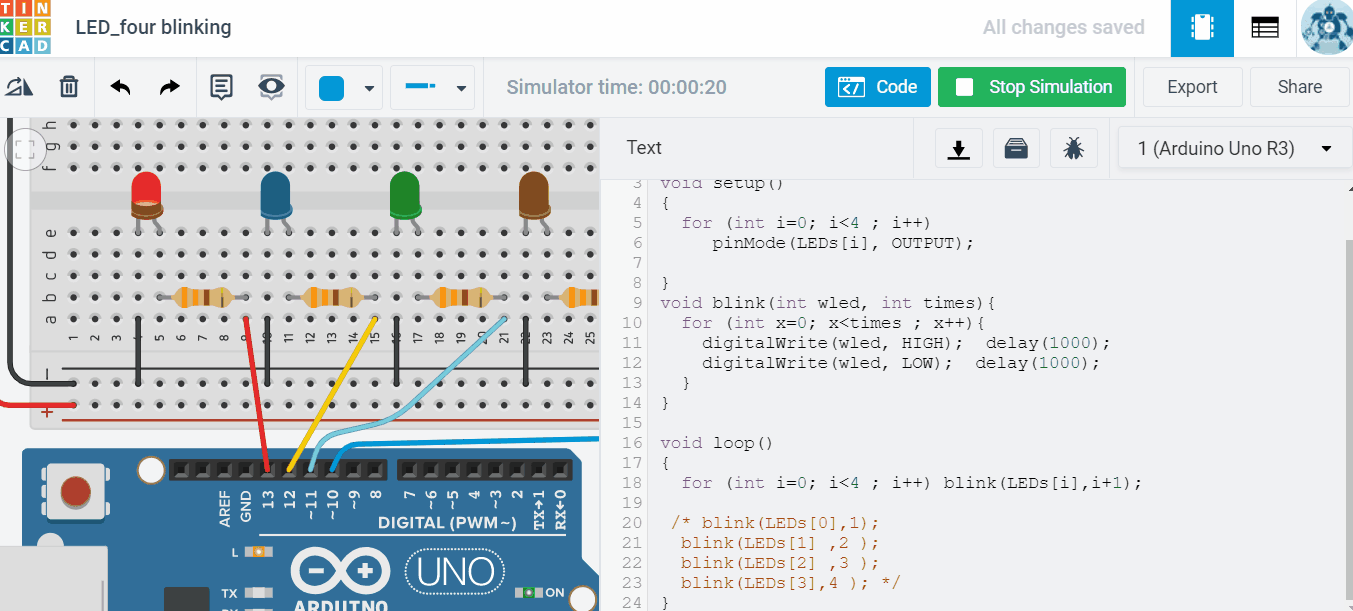 TIN
KER
CAD
LED_four blinking
All changes saved
Simulator time: 00:00:20
Code
Stop Simulation
Export
Share
Text
1 (Arduino Uno R3)
h
g
f
e
d
c
b
a
1 2 3 4 5 6 7 8 9 10 11 12 13 14 15 16 17 18 19 20 21 22 23 24 25
−
+
AREF
GND
13
12
~11
~10
~9
8
7
~6
~5
4
~3
2
TX→1
RX←0
DIGITAL (PWM~)
L
TX
UNO
ON
ARDUINO
3 void setup()
4 {
5 for (int i=0; i<4 ; i++)
6 pinMode(LEDs[i], OUTPUT);
7
8 }
9 void blink(int wled, int times){
10 for (int x=0; x<times ; x++){
11 digitalWrite(wled, HIGH); delay(1000);
12 digitalWrite(wled, LOW); delay(1000);
13 }
14 }
15
16 void loop()
17 {
18 for (int i=0; i<4 ; i++) blink(LEDs[i],i+1);
19
20 /* blink(LEDs[0],1);
21 blink(LEDs[1] ,2 );
22 blink(LEDs[2] ,3 );
23 blink(LEDs[3],4 ); */
24 }